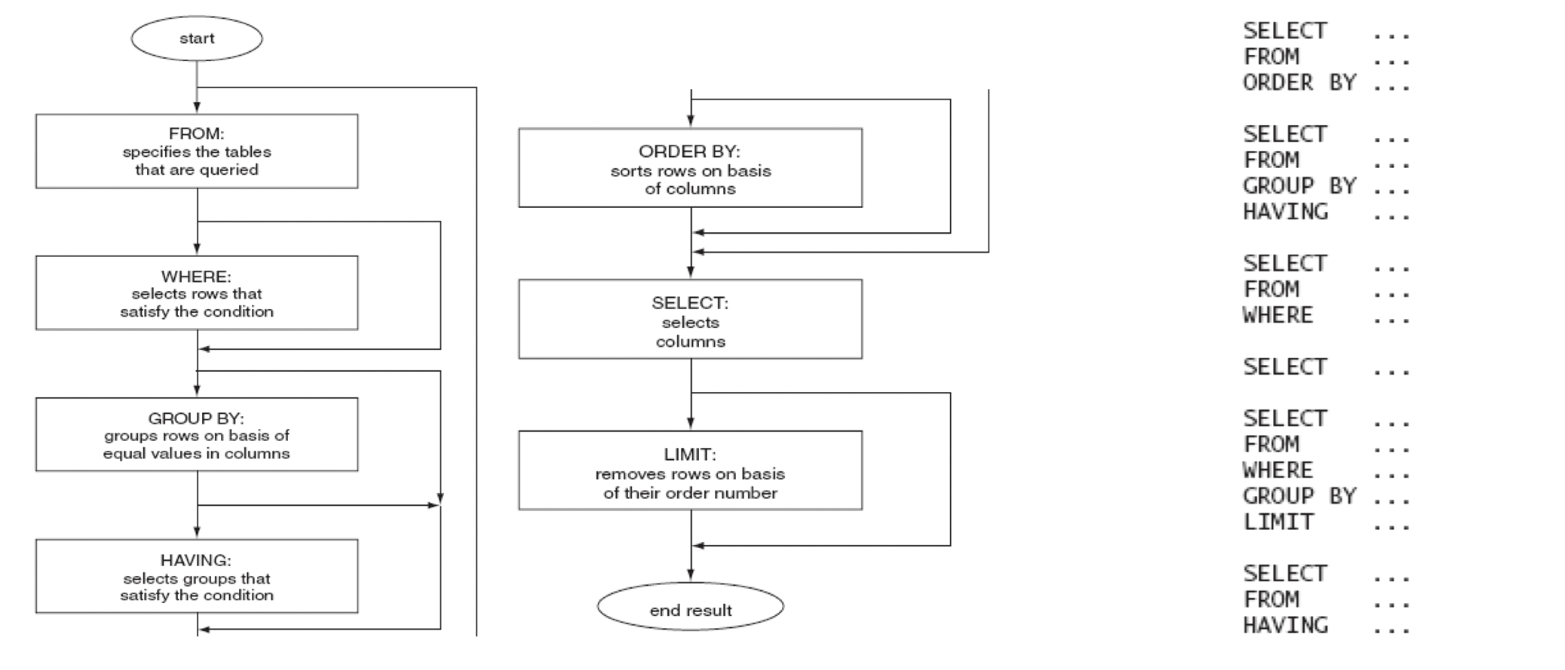 start
FROM:
specifies the tables
that are queried
WHERE:
selects rows that
satisfy the condition
GROUP BY:
groups rows on basis of
equal values in columns
HAVING:
selects groups that
satisfy the condition
ORDER BY:
sorts rows on basis
of columns
SELECT:
selects
columns
LIMIT:
removes rows on basis
of their order number
end result
SELECT ...
FROM ...
ORDER BY ...
SELECT ...
FROM ...
GROUP BY ...
HAVING ...
SELECT ...
FROM ...
WHERE ...
SELECT ...
SELECT ...
FROM ...
WHERE ...
GROUP BY ...
LIMIT ...
SELECT ...
FROM ...
HAVING ...